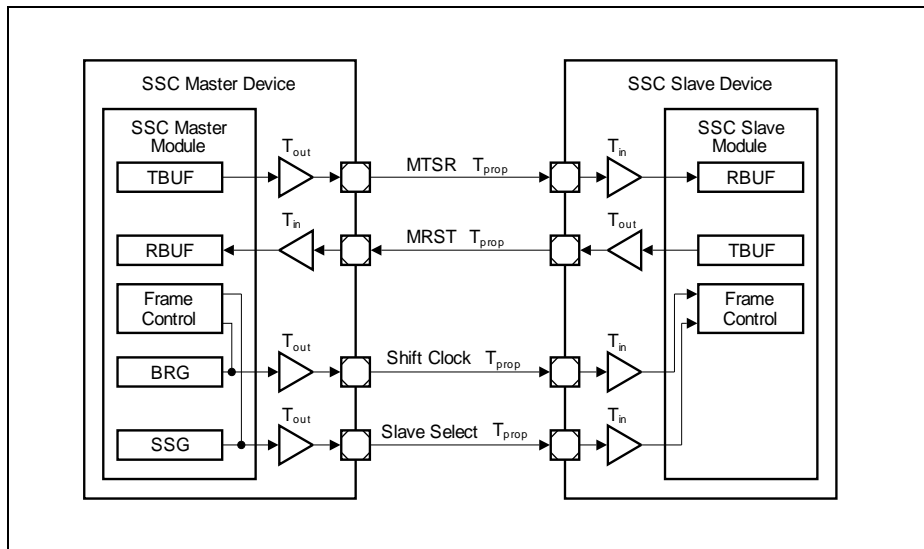 SSC Master Device
SSC Master
Module
TBUF
Tout
MTSR Tprop
RBUF
Tin
MRST Tprop
Frame
Control
BRG
Tout
Shift Clock Tprop
SSG
Tout
Slave Select Tprop
SSC Slave Device
SSC Slave
Module
Tin
RBUF
Tout
TBUF
Frame
Control
Tin
Tin